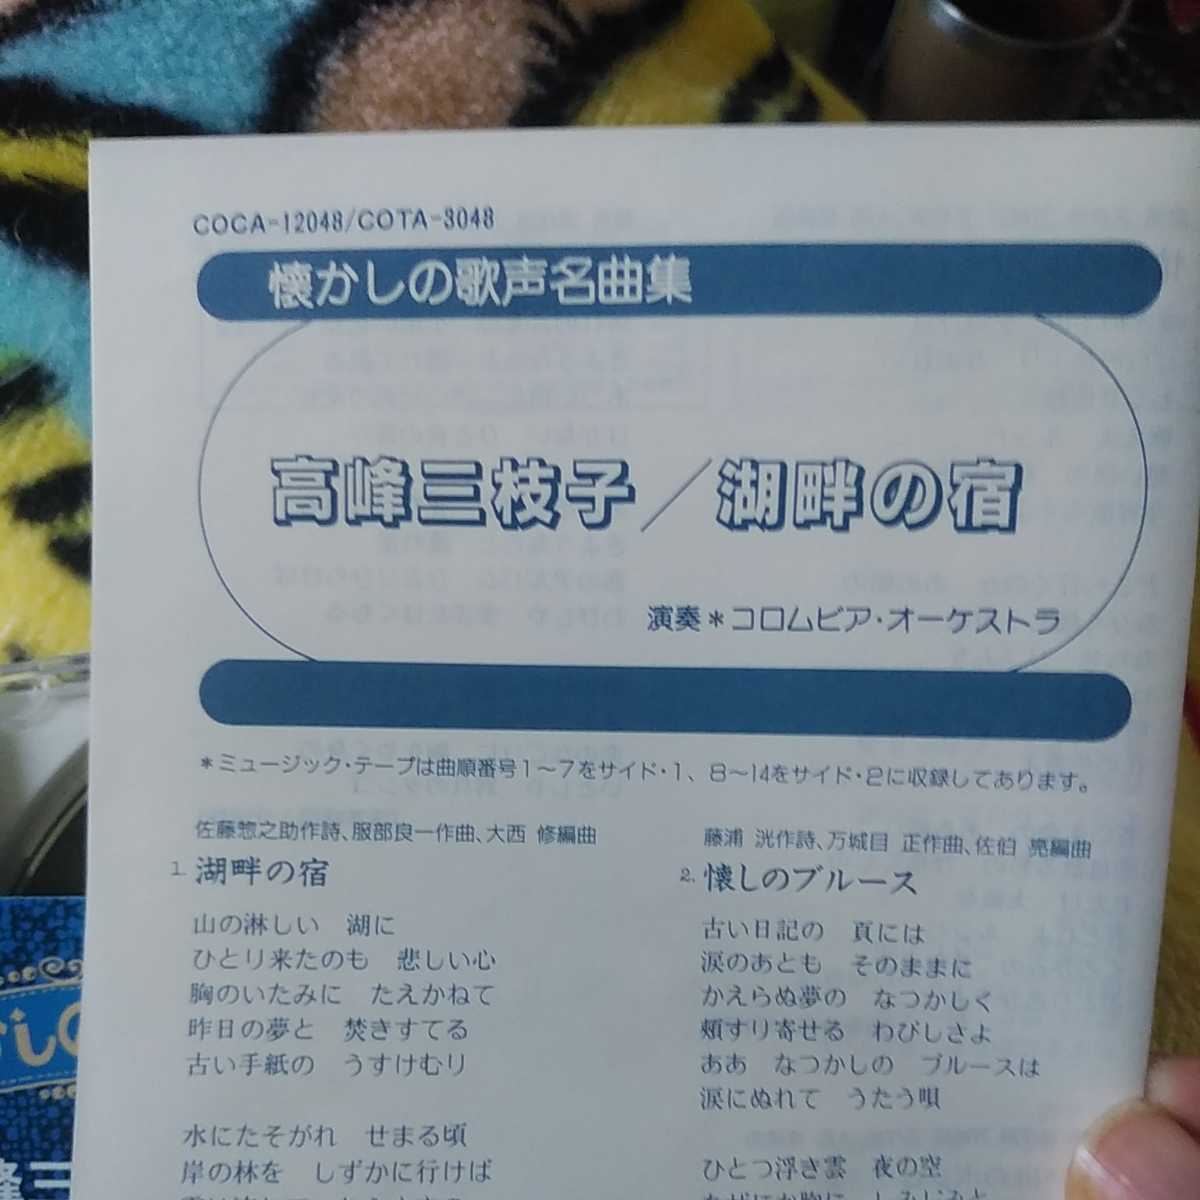 COCA-12048/COTA-3048
懐かしの歌声名曲集
高峰三枝子／湖畔の宿
演奏＊コロムビア・オーケストラ
＊ミュージック・テープは曲順番号1～7をサイド・1、8～14をサイド・2に収録してあります。
佐藤惣之助作詩、服部良一作曲、大西 修編曲
1. 湖畔の宿
山の淋しい 湖に
ひとり来たのも 悲しい心
胸のいたみに たえかねて
昨日の夢と 焚きすてる
古い手紙の うすけむり
水にたそがれ せまる頃
岸の林を しずかに行けば
藤浦 洸作詩、万城目 正作曲、佐伯 亮編曲
2. 懐しのブルース
古い日記の 頁には
涙のあとも そのままに
かえらぬ夢の なつかしく
頬すり寄せる わびしさよ
ああ なつかしの ブルースは
涙にぬれて うたう唄
ひとつ浮き雲 夜の空